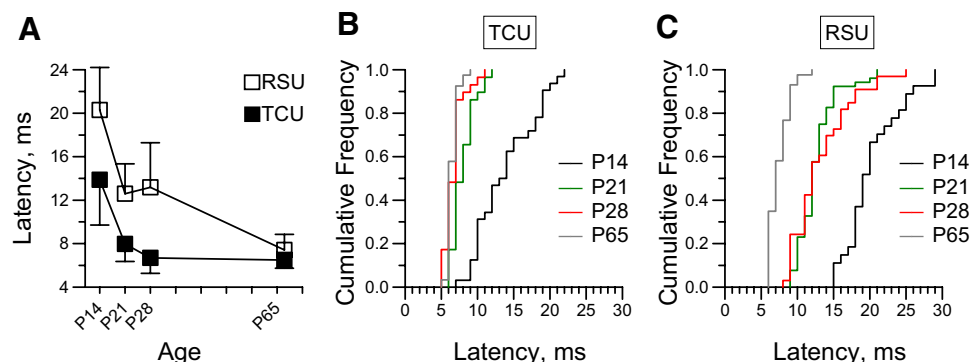 A
Latency, ms
24
20
16
12
8
4
RSU
TCU
P14
P21
P28
P65
Age
B
TCU
Cumulative Frequency
1.0
0.8
0.6
0.4
0.2
0.0
P14
P21
P28
P65
0 5 10 15 20 25 30
Latency, ms
C
RSU
Cumulative Frequency
1.0
0.8
0.6
0.4
0.2
0.0
P14
P21
P28
P65
0 5 10 15 20 25 30
Latency, ms